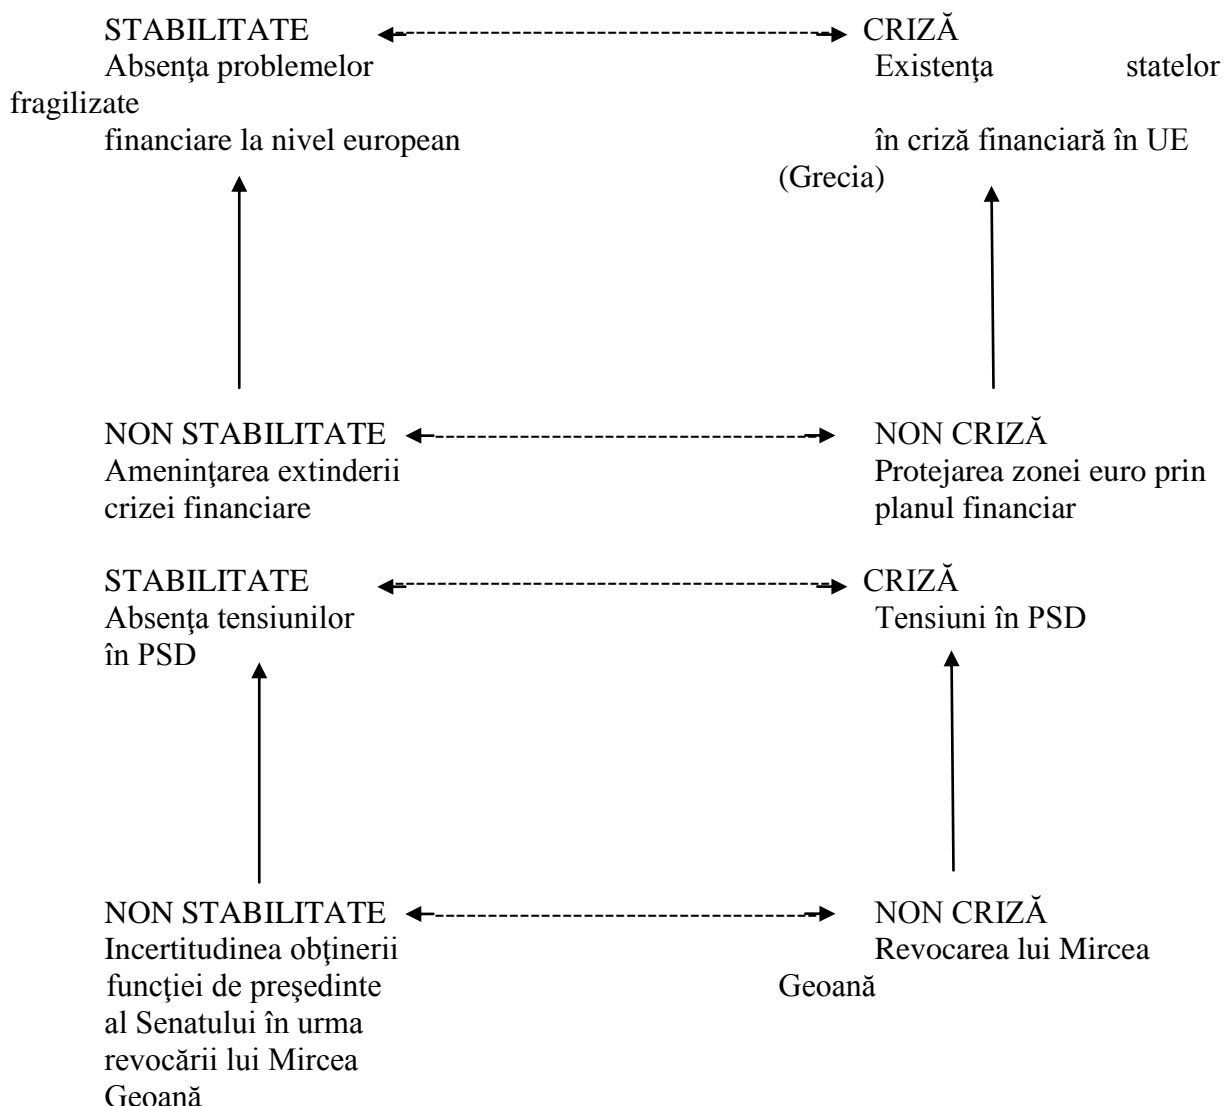 STABILITATE CRIZĂ
Absenţa problemelor Existenţa statelor
fragilizate
financiare la nivel european în criză financiară în UE
(Grecia)
NON STABILITATE NON CRIZĂ
Ameninţarea extinderii Protejarea zonei euro prin
crizei financiare planul financiar
STABILITATE CRIZĂ
Absenţa tensiunilor Tensiuni în PSD
în PSD
NON STABILITATE NON CRIZĂ
Incertitudinea obţinerii Revocarea lui Mircea
funcţiei de preşedinte Geoană
al Senatului în urma
revocării lui Mircea
Geoană